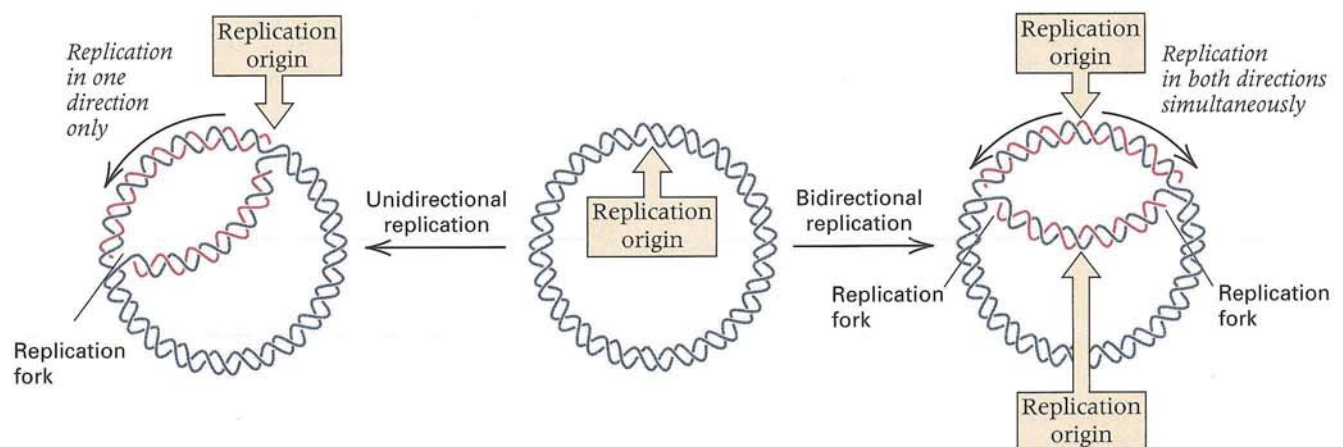 Replication
in one
direction
only
Replication
origin
Unidirectional
replication
Replication
fork
Replication
origin
Bidirectional
replication
Replication
origin
Replication
in both directions
simultaneously
Replication
fork
Replication
fork
Replication
origin